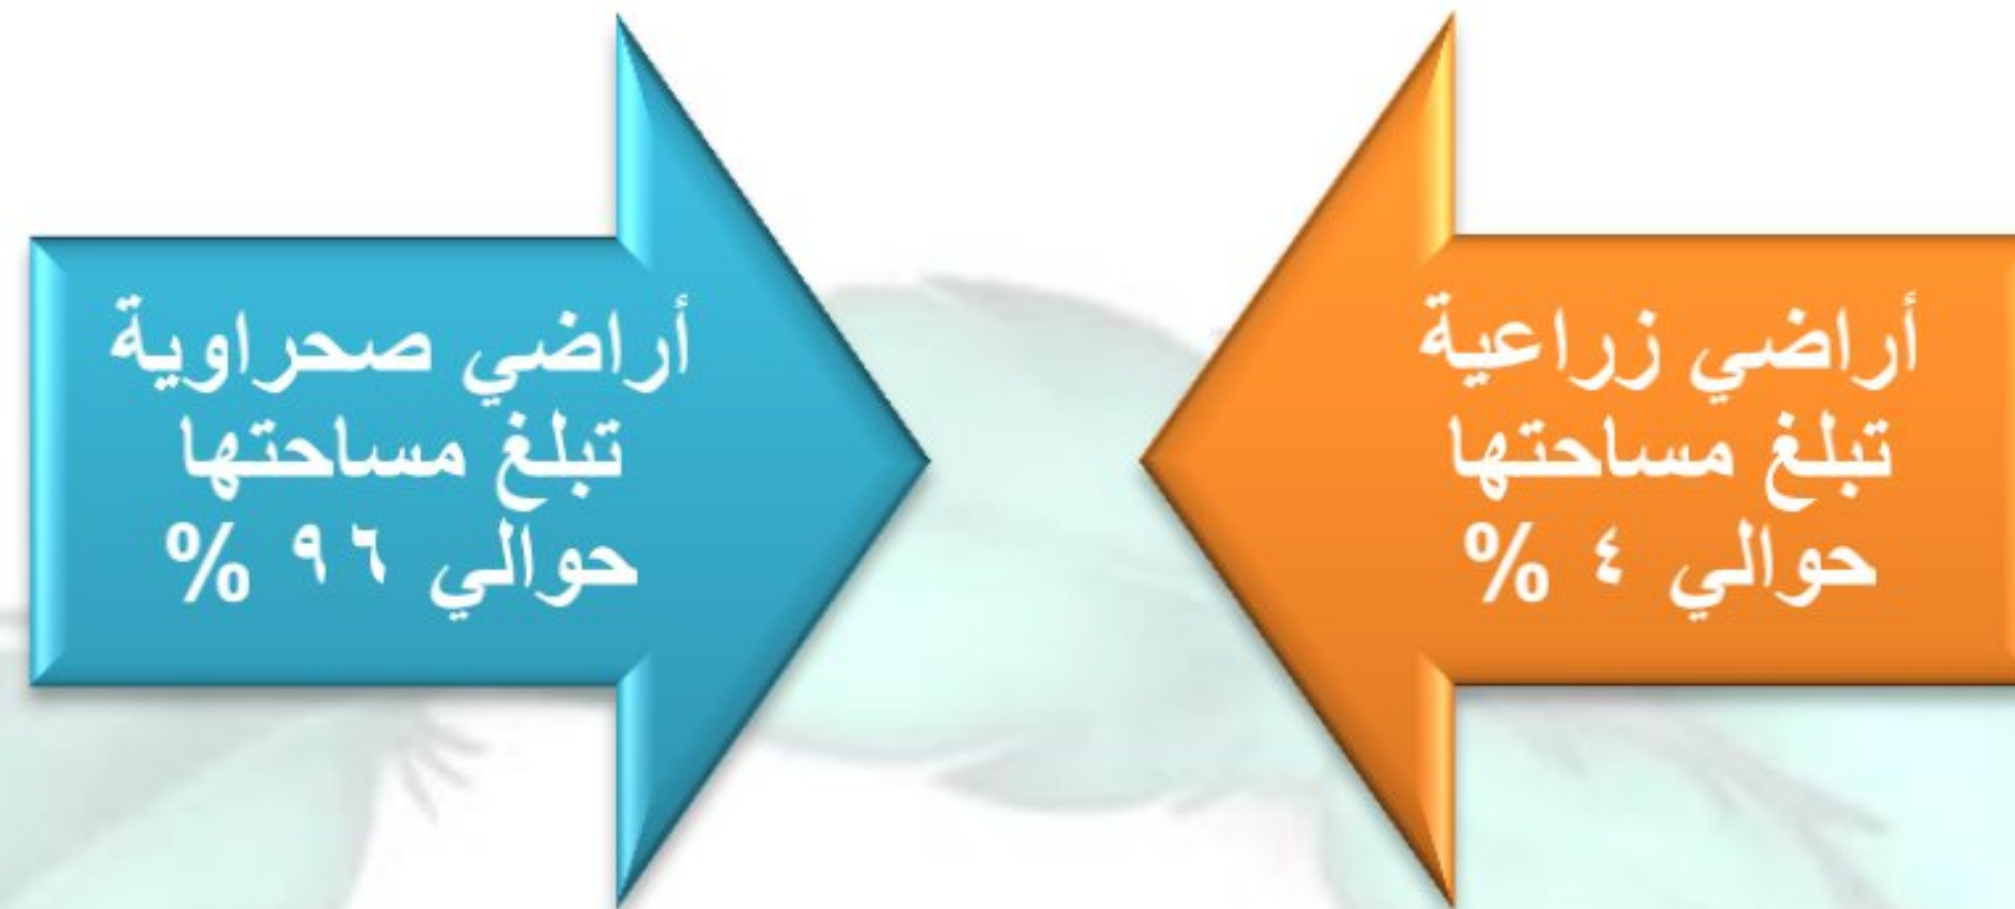 أراضي زراعية
تبلغ مساحتها
حوالي ٤ %
أراضي صحراوية
تبلغ مساحتها
حوالي ٩٦ %